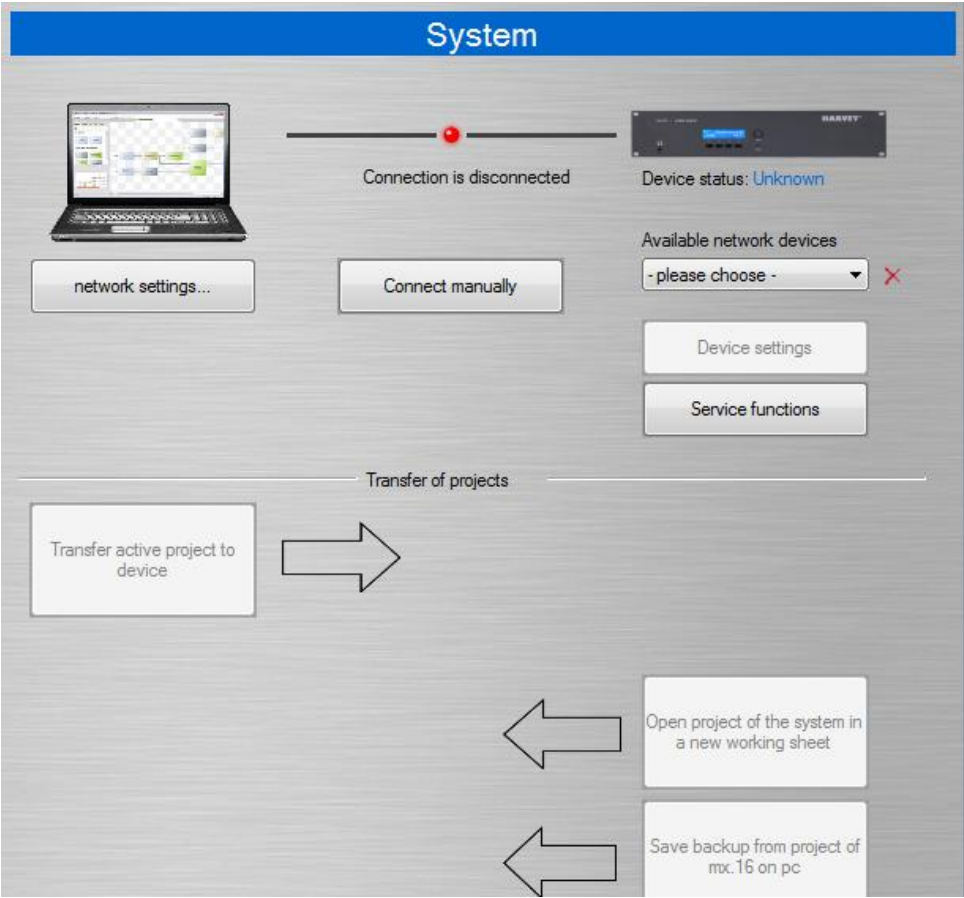 System
HARVEY
Connection is disconnected
Device status: Unknown
Available network devices
- please choose -
network settings...
Connect manually
Device settings
Service functions
Transfer of projects
Transfer active project to
device
Open project of the system in
a new working sheet
Save backup from project of
mx.16 on pc